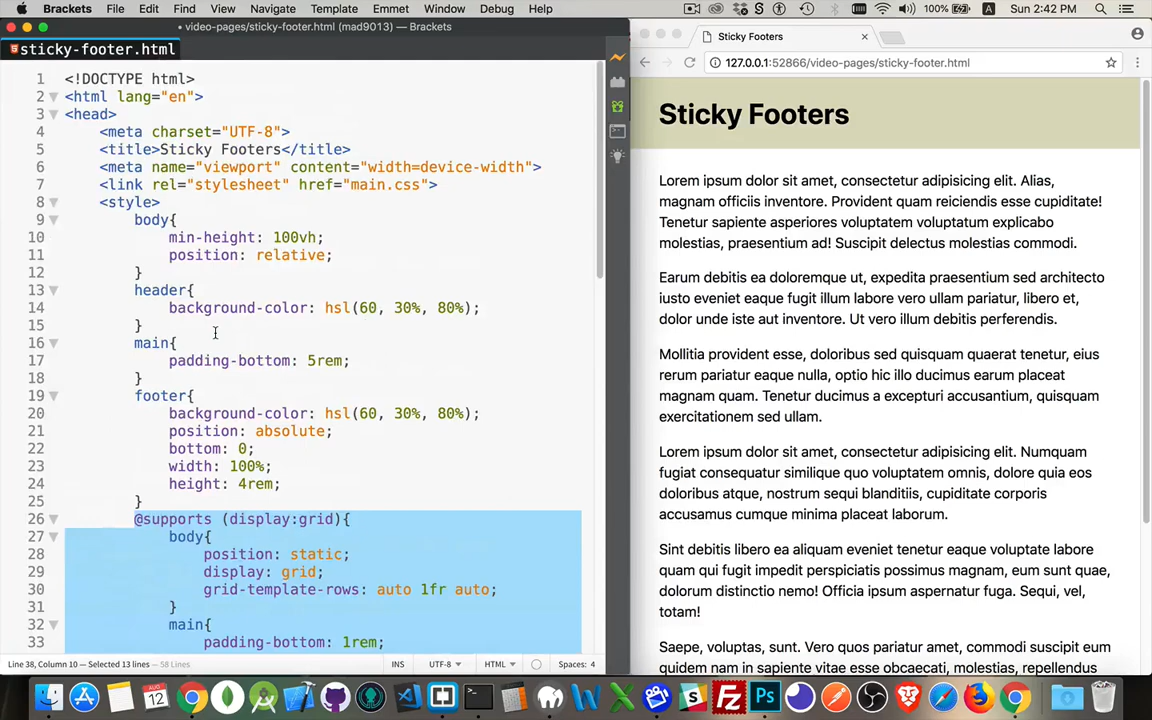 Brackets File Edit Find View Navigate Template Emmet Window Debug Help 100% Sun 2:42 PM
• video-pages/sticky-footer.html (mad9013) — Brackets
sticky-footer.html
1 <!DOCTYPE html>
2 <html lang="en">
3 <head>
4 <meta charset="UTF-8">
5 <title>Sticky Footers</title>
6 <meta name="viewport" content="width=device-width">
7 <link rel="stylesheet" href="main.css">
8 <style>
9 body{
10 min-height: 100vh;
11 position: relative;
12 }
13 header{
14 background-color: hsl(60, 30%, 80%);
15 }
16 main{
17 padding-bottom: 5rem;
18 }
19 footer{
20 background-color: hsl(60, 30%, 80%);
21 position: absolute;
22 bottom: 0;
23 width: 100%;
24 height: 4rem;
25 }
26 @supports (display:grid){
27 body{
28 position: static;
29 display: grid;
30 grid-template-rows: auto 1fr auto;
31 }
32 main{
33 padding-bottom: 1rem;
Line 38, Column 10 — Selected 13 lines — 58 Lines INS UTF-8 HTML Spaces: 4
Sticky Footers
127.0.0.1:52866/video-pages/sticky-footer.html
Sticky Footers
Lorem ipsum dolor sit amet, consectetur adipisicing elit. Alias,
magnam officiis inventore. Provident quam reiciendis esse cupiditate!
Tenetur sapiente asperiores voluptatem voluptatum explicabo
molestias, praesentium ad! Suscipit delectus molestias commodi.
Earum debitis ea doloremque ut, expedita praesentium sed architecto
iusto eveniet eaque fugit illum labore vero ullam pariatur, libero et,
dolor unde iste aut inventore. Ut vero illum debitis perferendis.
Mollitia provident esse, doloribus sed quisquam quaerat tenetur, eius
rerum pariatur eaque nulla, optio hic illo ducimus earum placeat
magnam quam. Tenetur ducimus a excepturi accusantium, quisquam
exercitationem sed ullam.
Lorem ipsum dolor sit amet, consectetur adipisicing elit. Numquam
fugiat consequatur similique quo voluptatem omnis, dolore quia eos
doloribus atque, nostrum sequi blanditiis, cupiditate corporis
accusamus cumque minima placeat laborum.
Sint debitis libero ea aliquam eveniet tenetur eaque voluptate labore
quam qui fugit impedit perspiciatis possimus magnam, eum sunt quae,
dolorum distinctio nemo! Officia ipsum aspernatur fuga. Sequi, vel,
totam!
Saepe, voluptas, sunt. Vero quos pariatur amet, commodi suscipit eum
quidem nam in sapiente vitae esse obcaecati, molestias, repellendus
AUG
12